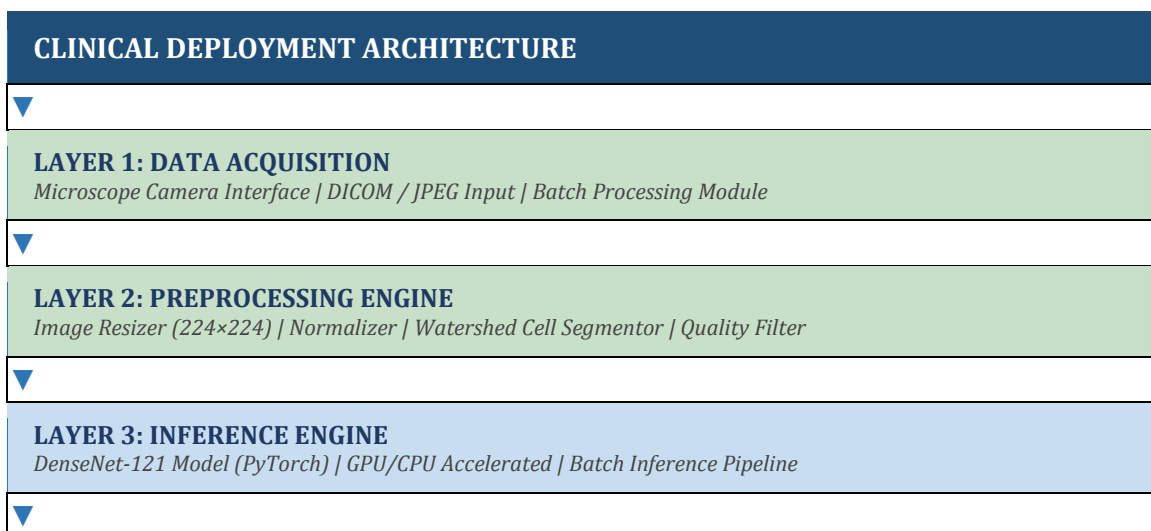 CLINICAL DEPLOYMENT ARCHITECTURE
LAYER 1: DATA ACQUISITION
Microscope Camera Interface | DICOM / JPEG Input | Batch Processing Module
LAYER 2: PREPROCESSING ENGINE
Image Resizer (224×224) | Normalizer | Watershed Cell Segmentor | Quality Filter
LAYER 3: INFERENCE ENGINE
DenseNet-121 Model (PyTorch) | GPU/CPU Accelerated | Batch Inference Pipeline